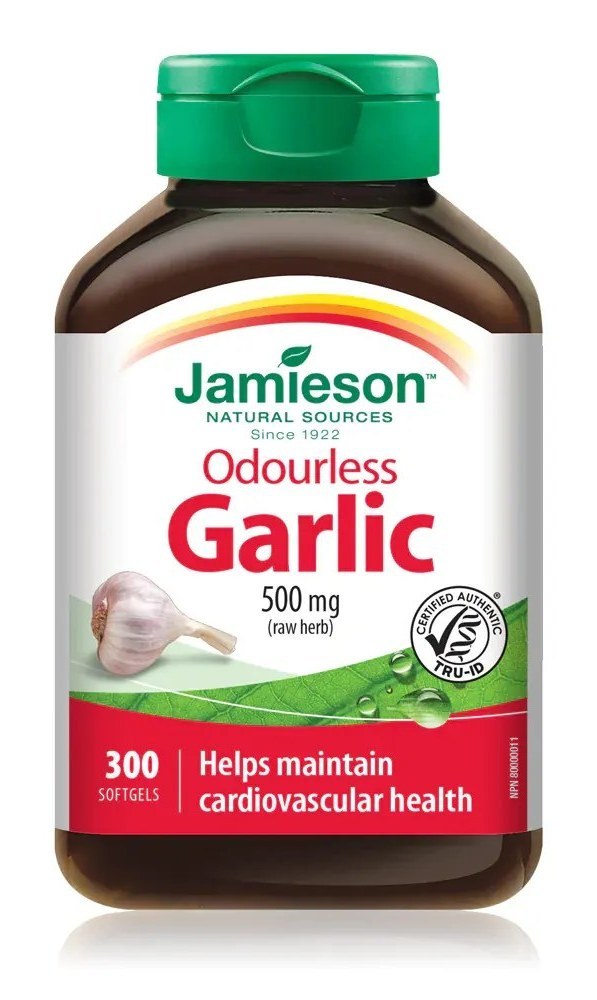 Jamieson™
NATURAL SOURCES
Since 1922
Odourless
Garlic
500 mg
(raw herb)
CERTIFIED AUTHENTIC ®
TRU-ID
300
SOFTGELS
Helps maintain
cardiovascular health
NPN 80000011